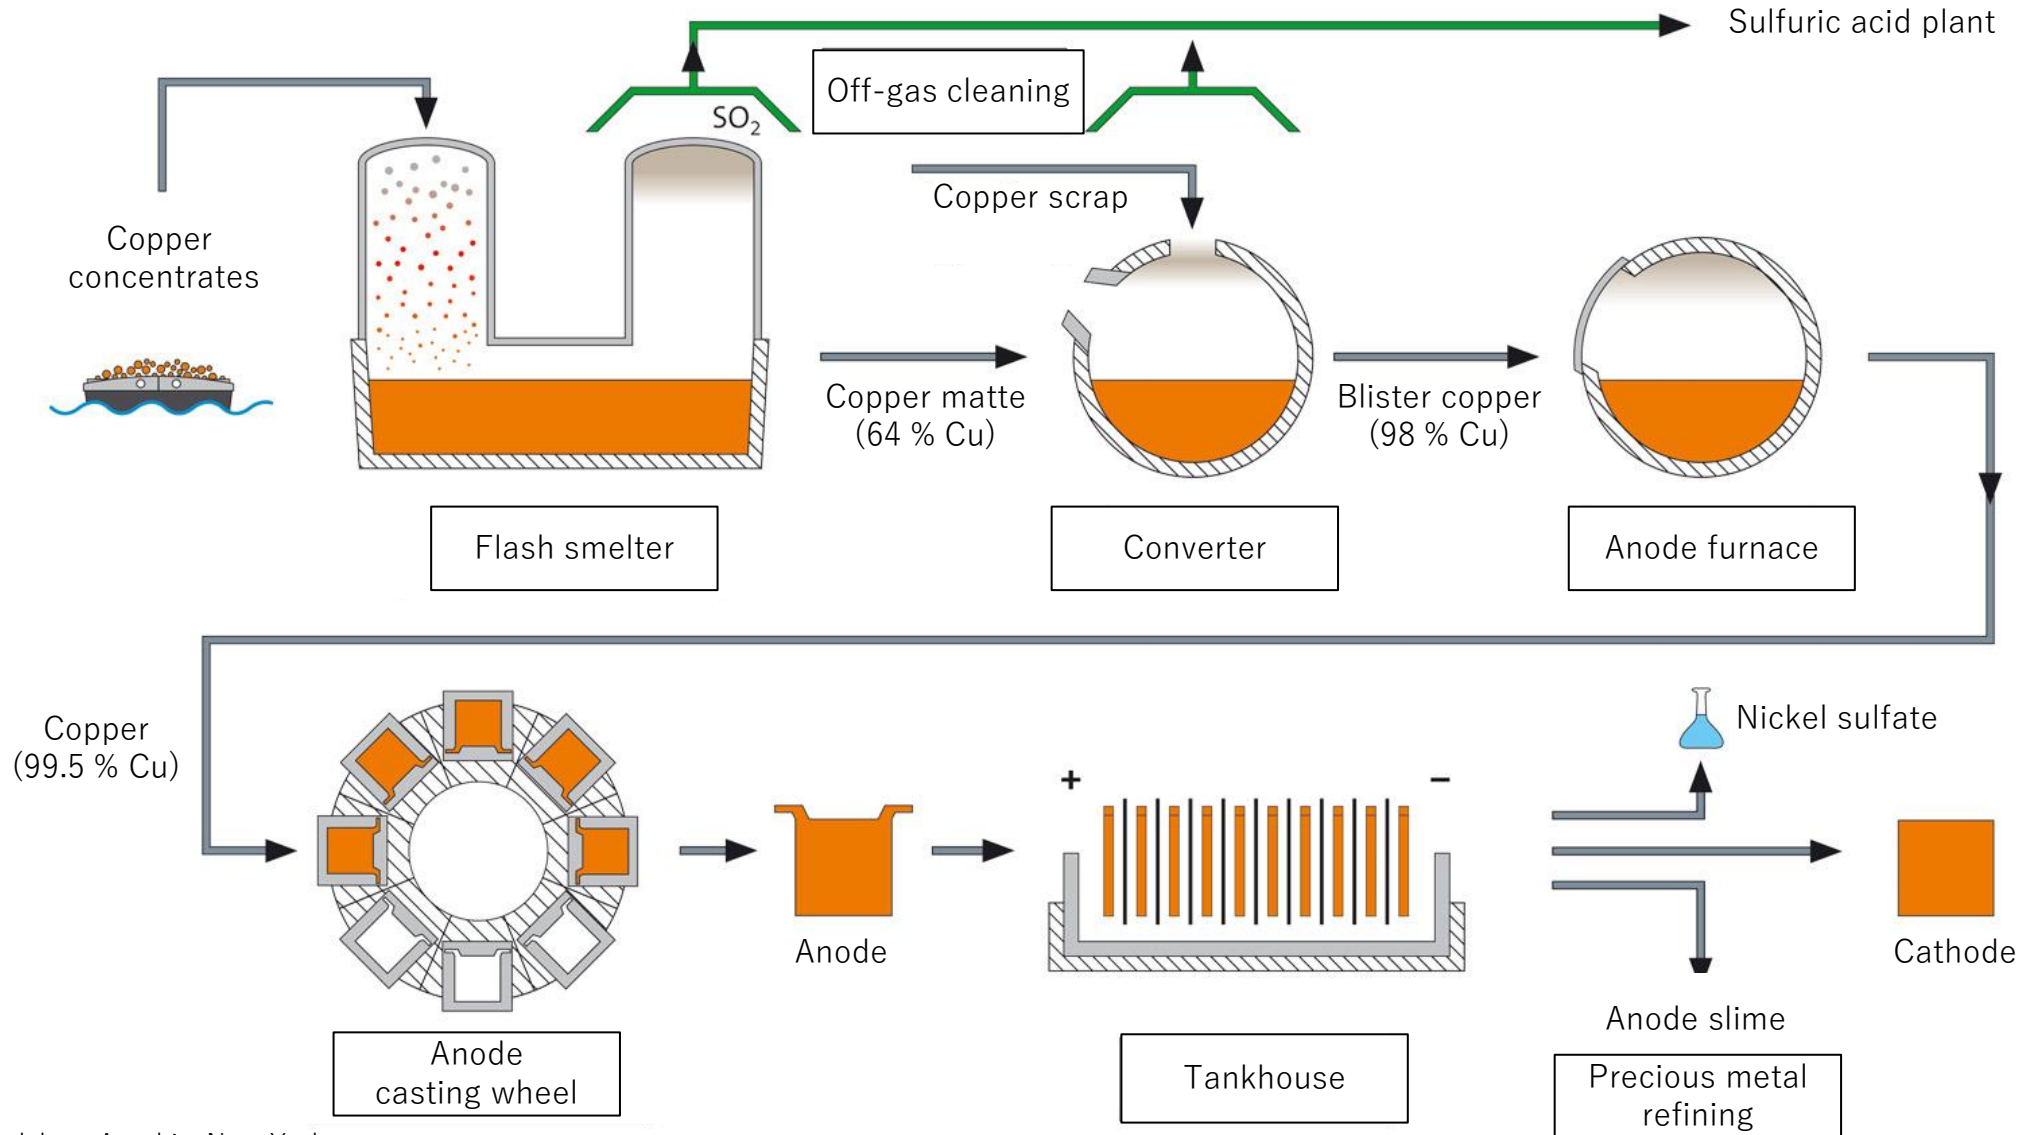 Sulfuric acid plant
Off-gas cleaning
SO₂
Copper scrap
Copper
concentrates
Copper matte
(64 % Cu)
Blister copper
(98 % Cu)
Flash smelter
Converter
Anode furnace
Copper
(99.5 % Cu)
Nickel sulfate
+
−
Anode
Cathode
Anode slime
Anode
casting wheel
Tankhouse
Precious metal
refining